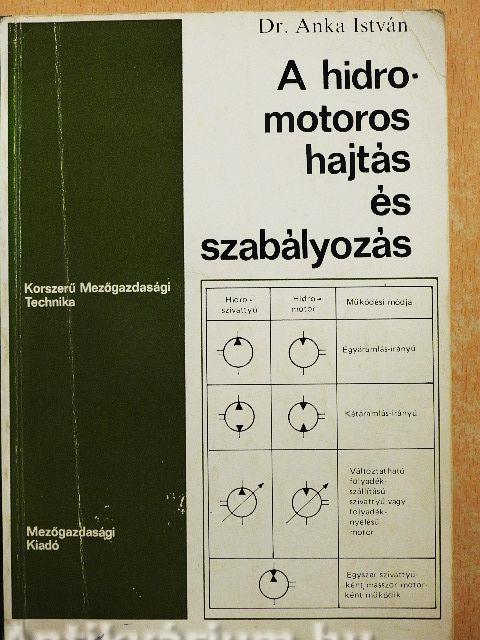 Dr. Anka István
A hidro-
motoros
hajtás
és
szabályozás
Korszerű Mezőgazdasági
Technika
Hidro-
szivattyú
Hidro-
motor
Működési módja
Egyáramlás-irányú
Kétáramlás-irányú
Változtatható
folyadék-
szállítású
szivattyú vagy
folyadék-
nyelésű
motor
Egyszer szivattyú-
ként, másszor motor-
ként működik
Mezőgazdasági
Kiadó
Antikvárium.hu